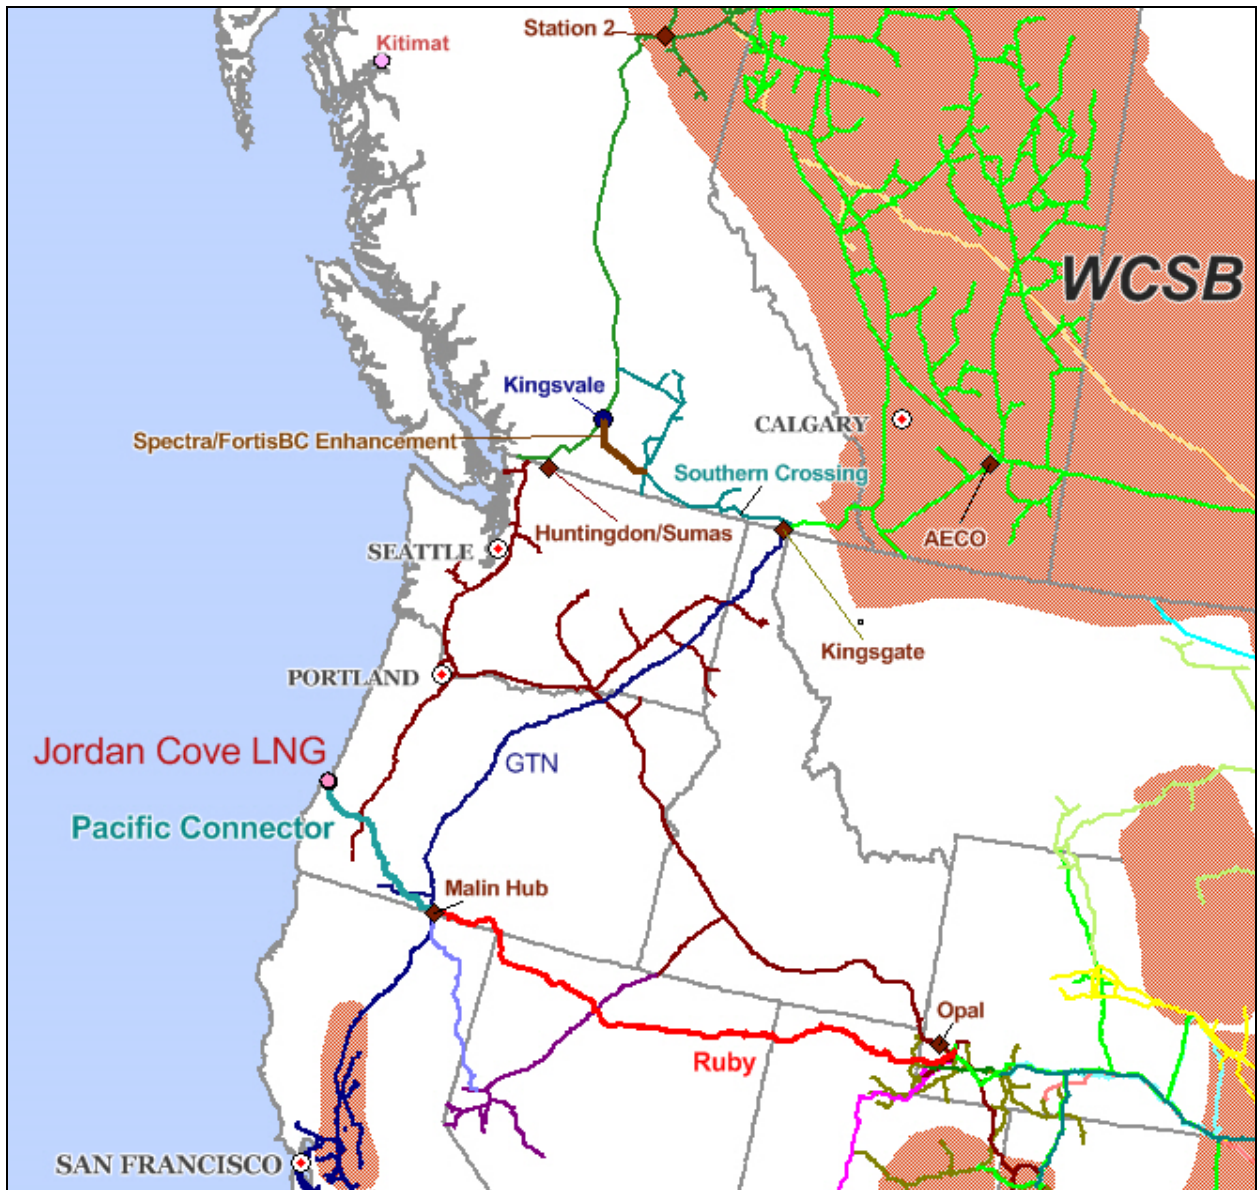 Station 2
Kitimat
WCSB
Kingsvale
CALGARY
Spectra/FortisBC Enhancement
Southern Crossing
Huntingdon/Sumas
AECO
SEATTLE
Kingsgate
PORTLAND
Jordan Cove LNG
GTN
Pacific Connector
Malin Hub
Opal
Ruby
SAN FRANCISCO